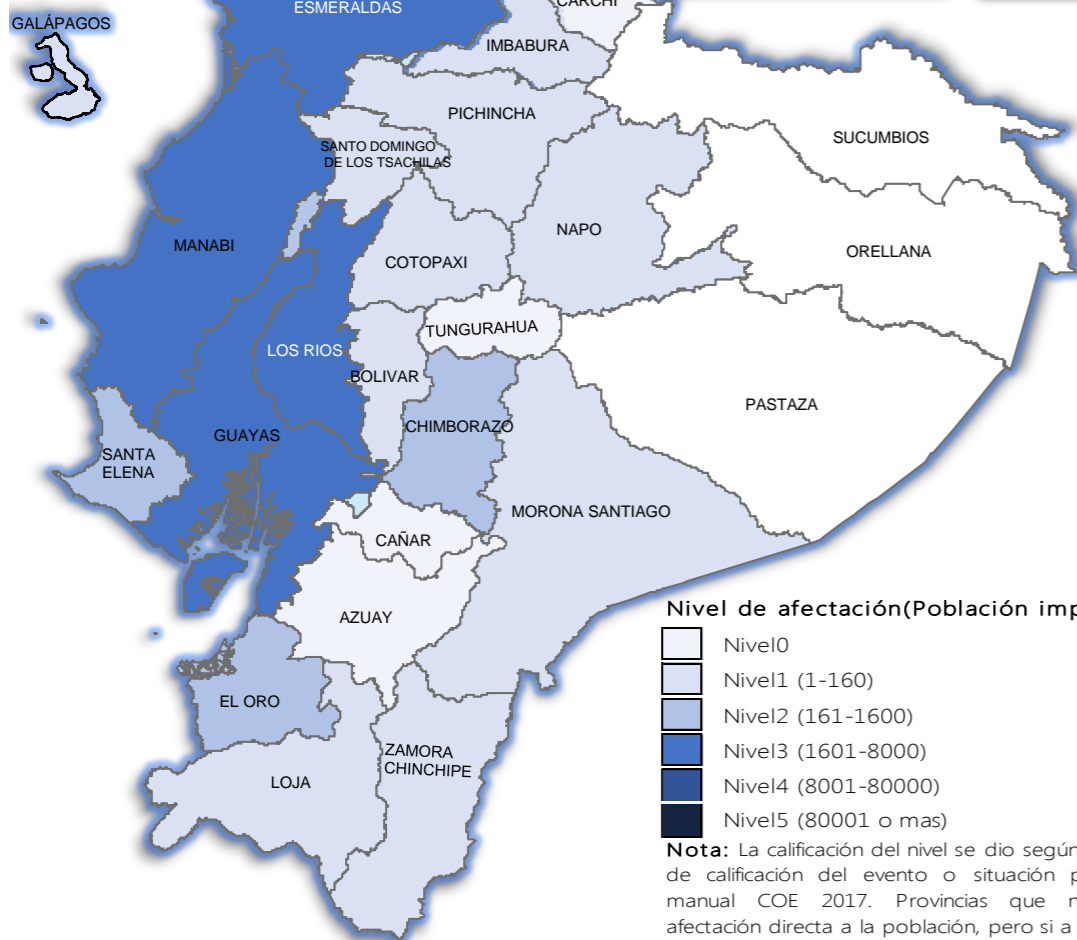 ESMERALDAS
CARCHI
GALÁPAGOS
IMBABURA
PICHINCHA
SUCUMBIOS
SANTO DOMINGO
DE LOS TSACHILAS
NAPO
MANABI
ORELLANA
COTOPAXI
TUNGURAHUA
LOS RIOS
BOLIVAR
PASTAZA
CHIMBORAZO
GUAYAS
SANTA
ELENA
MORONA SANTIAGO
CAÑAR
AZUAY
EL ORO
ZAMORA
CHINCHIPE
LOJA
Nivel de afectación(Población imp
Nivel0
Nivel1 (1-160)
Nivel2 (161-1600)
Nivel3 (1601-8000)
Nivel4 (8001-80000)
Nivel5 (80001 o mas)
Nota: La calificación del nivel se dio según
de calificación del evento o situación p
manual COE 2017. Provincias que n
afectación directa a la población, pero si a